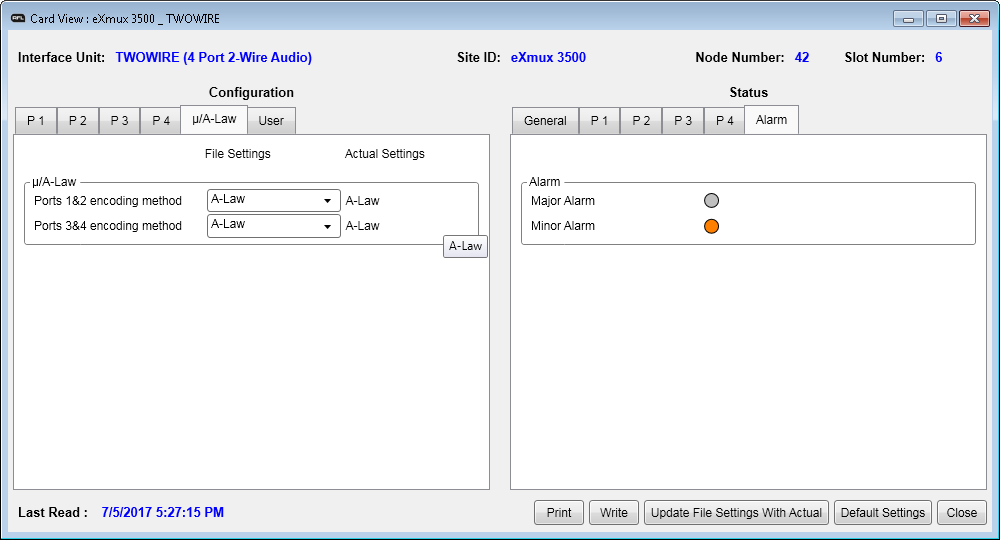 AFL Card View : eXmux 3500 _ TWOWIRE
Interface Unit: TWOWIRE (4 Port 2-Wire Audio) Site ID: eXmux 3500 Node Number: 42 Slot Number: 6
Configuration Status
P 1 P 2 P 3 P 4 µ/A-Law User General P 1 P 2 P 3 P 4 Alarm
File Settings Actual Settings
µ/A-Law Alarm
Ports 1&2 encoding method A-Law A-Law Major Alarm
Ports 3&4 encoding method A-Law A-Law Minor Alarm
A-Law
Last Read : 7/5/2017 5:27:15 PM Print Write Update File Settings With Actual Default Settings Close